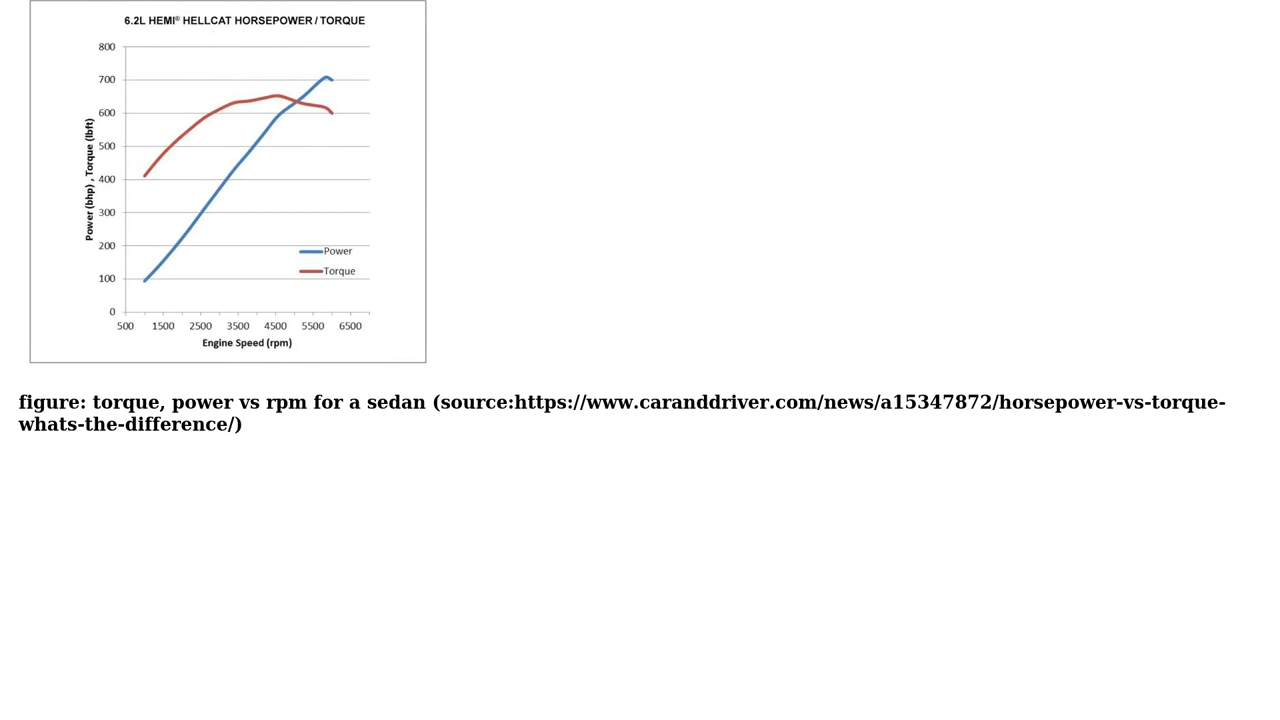 6.2L HEMI® HELLCAT HORSEPOWER / TORQUE
800
700
600
500
400
300
200
100
0
Power (bhp) , Torque (lbft)
Power
Torque
500 1500 2500 3500 4500 5500 6500
Engine Speed (rpm)
figure: torque, power vs rpm for a sedan (source:https://www.caranddriver.com/news/a15347872/horsepower-vs-torque-
whats-the-difference/)